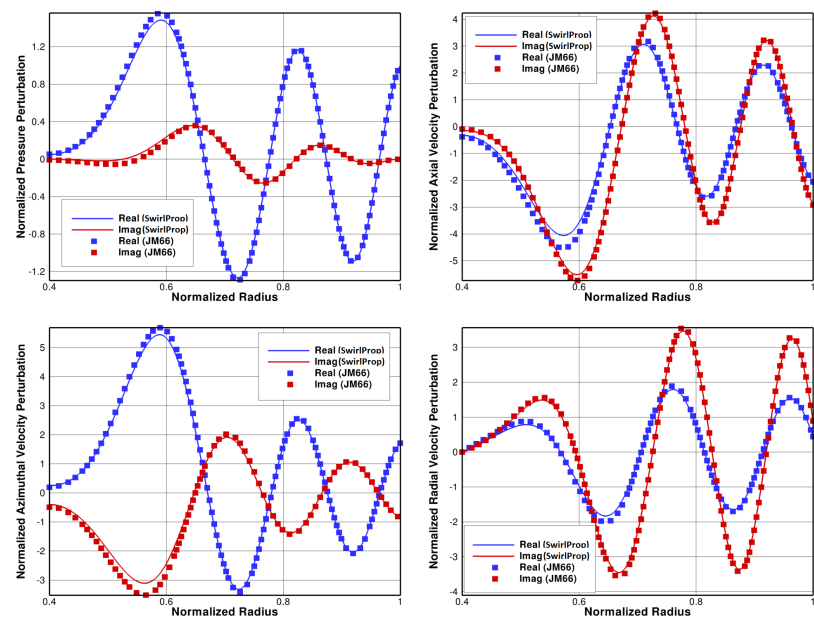 Normalized Pressure Perturbation
1.2
0.8
0.4
0
-0.4
-0.8
-1.2
Real (SwirlProp)
Imag(SwirlProp)
Real (JM66)
Imag (JM66)
0.4 0.6 0.8 1
Normalized Radius
Normalized Axial Velocity Perturbation
4
3
2
1
0
-1
-2
-3
-4
-5
Real (SwirlProp)
Imag(SwirlProp)
Real (JM66)
Imag (JM66)
0.4 0.6 0.8 1
Normalized Radius
Normalized Azimuthal Velocity Perturbation
5
4
3
2
1
0
-1
-2
-3
Real (SwirlProp)
Imag(SwirlProp)
Real (JM66)
Imag (JM66)
0.4 0.6 0.8 1
Normalized Radius
Normalized Radial Velocity Perturbation
3
2
1
0
-1
-2
-3
-4
Real (SwirlProp)
Imag(SwirlProp)
Real (JM66)
Imag (JM66)
0.4 0.6 0.8 1
Normalized Radius